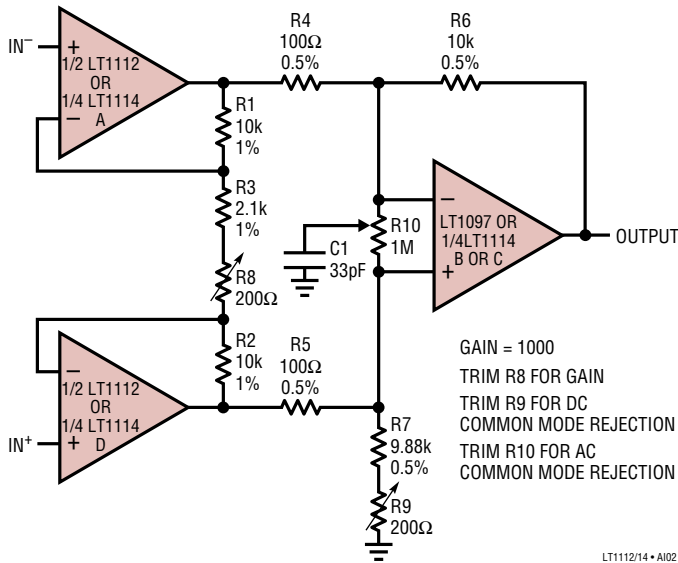 IN−
+
1/2 LT1112
OR
1/4 LT1114
−
A
R1
10k
1%
R3
2.1k
1%
R8
200Ω
R2
10k
1%
−
1/2 LT1112
OR
1/4 LT1114
+
D
IN+
R4
100Ω
0.5%
R5
100Ω
0.5%
R6
10k
0.5%
R10
1M
C1
33pF
−
LT1097 OR
1/4LT1114
B OR C
+
OUTPUT
R7
9.88k
0.5%
R9
200Ω
GAIN = 1000
TRIM R8 FOR GAIN
TRIM R9 FOR DC
COMMON MODE REJECTION
TRIM R10 FOR AC
COMMON MODE REJECTION
LT1112/14 • AI02